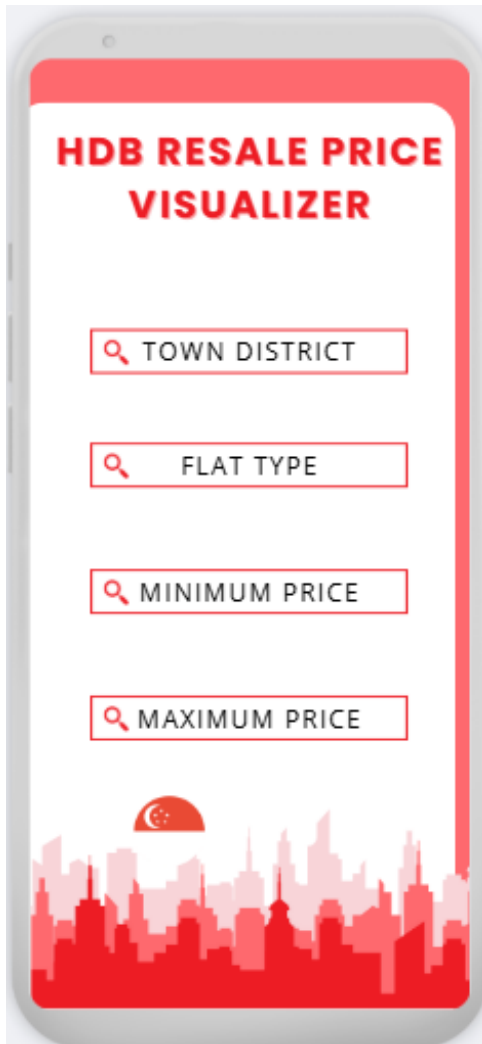 HDB RESALE PRICE
VISUALIZER
TOWN DISTRICT
FLAT TYPE
MINIMUM PRICE
MAXIMUM PRICE